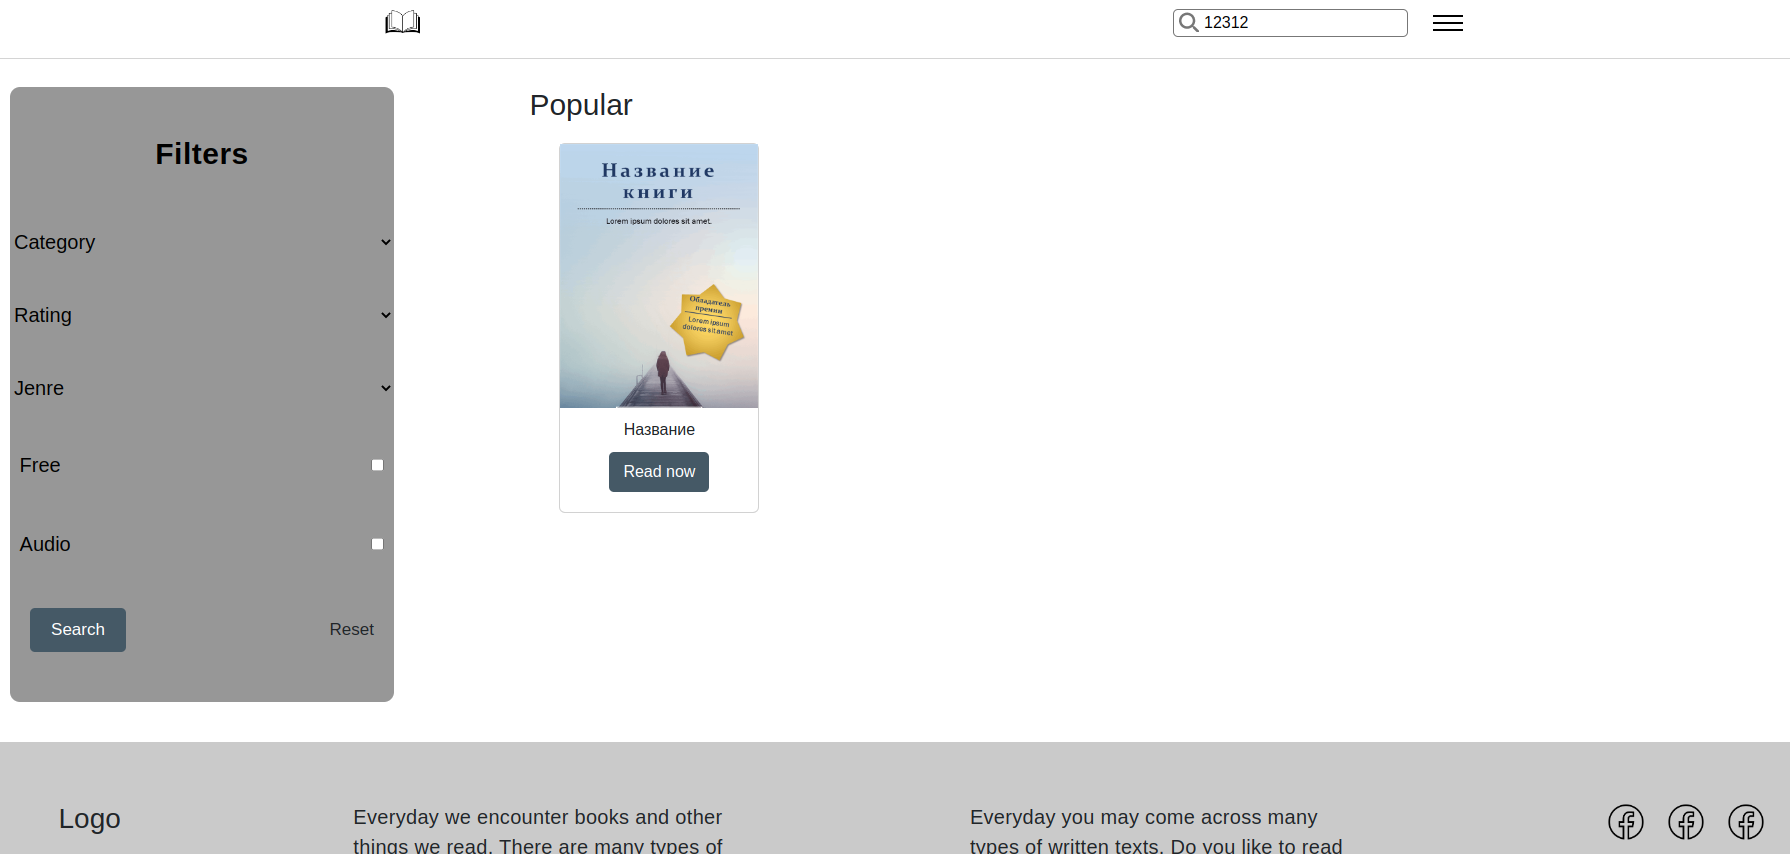 12312
Filters
Category
Rating
Jenre
Free
Audio
Search
Reset
Popular
Название
книги
Lorem ipsum dolores sit amet.
Обладатель
премии
Lorem ipsum
dolores sit amet
Название
Read now
Logo
Everyday we encounter books and other
things we read. There are many types of
Everyday you may come across many
types of written texts. Do you like to read